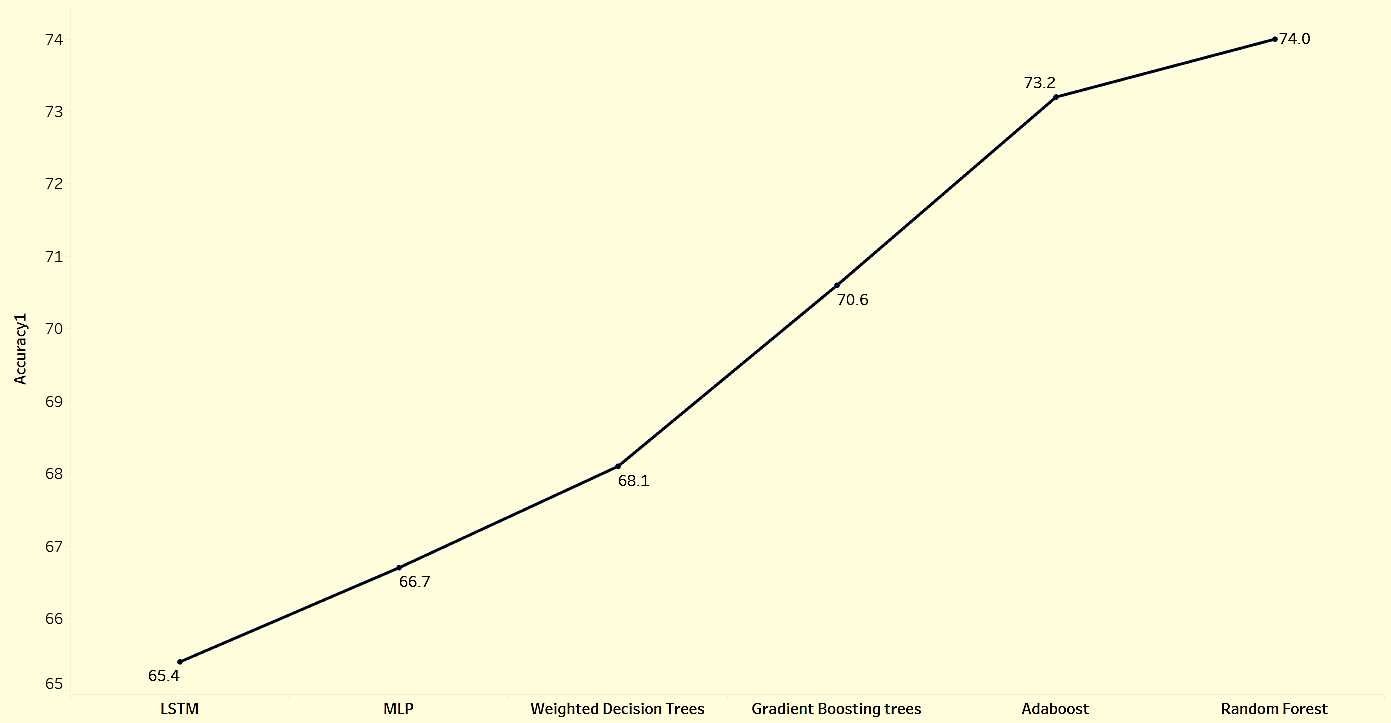 74
73
72
71
70
69
68
67
66
65
Accuracy1
65.4
66.7
68.1
70.6
73.2
74.0
LSTM
MLP
Weighted Decision Trees
Gradient Boosting trees
Adaboost
Random Forest